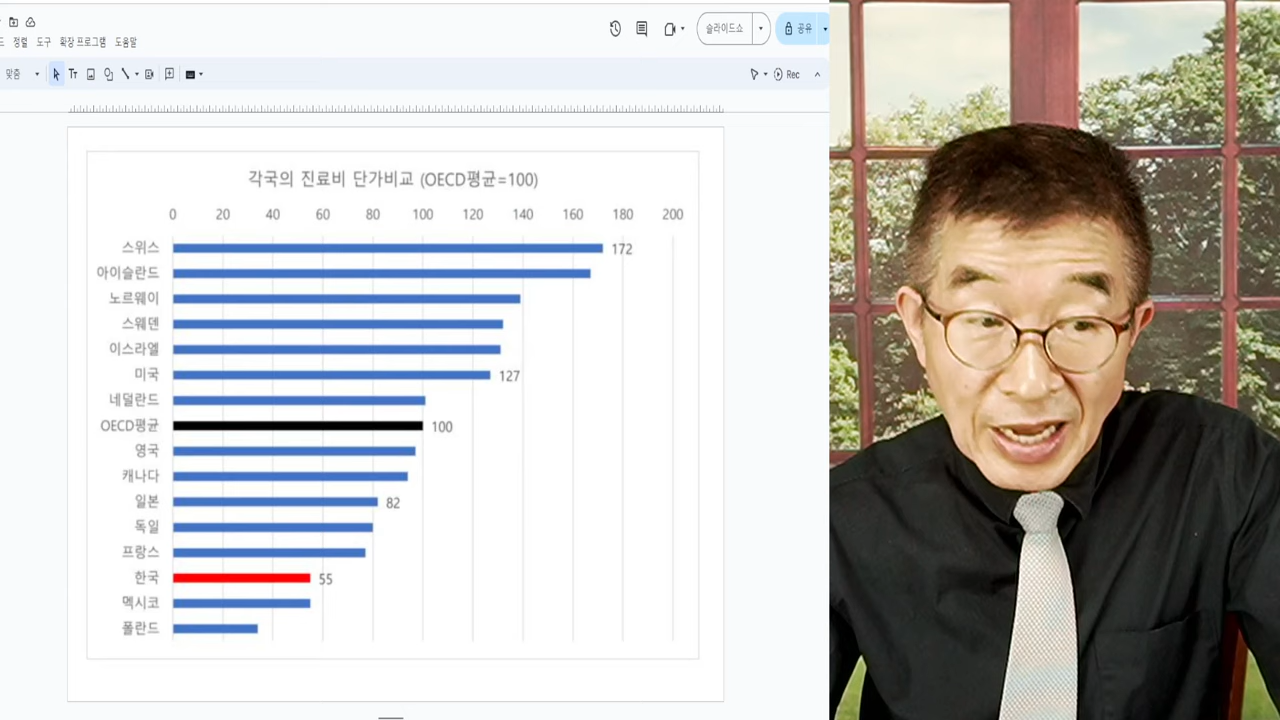 슬라이드쇼
공유
정렬 도구 확장 프로그램 도움말
맞춤
Tт
Rec
각국의 진료비 단가비교 (OECD평균=100)
0 20 40 60 80 100 120 140 160 180 200
스위스 172
아이슬란드
노르웨이
스웨덴
이스라엘
미국 127
네덜란드
OECD평균 100
영국
캐나다
일본 82
독일
프랑스
한국 55
멕시코
폴란드